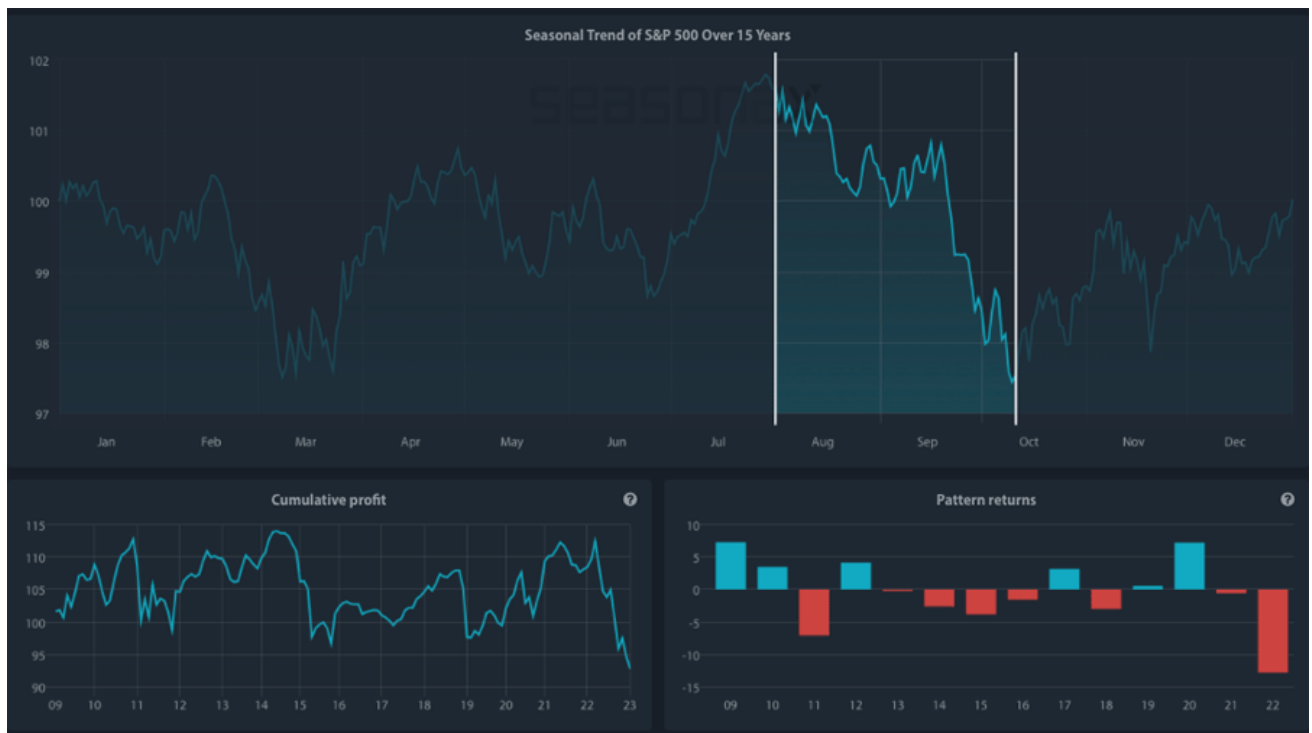 Seasonal Trend of S&P 500 Over 15 Years
seasonax
102
101
100
99
98
97
Jan Feb Mar Apr May Jun Jul Aug Sep Oct Nov Dec
Cumulative profit ?
115
110
105
100
95
90
09 10 11 12 13 14 15 16 17 18 19 20 21 22 23
Pattern returns ?
10
5
0
-5
-10
-15
09 10 11 12 13 14 15 16 17 18 19 20 21 22